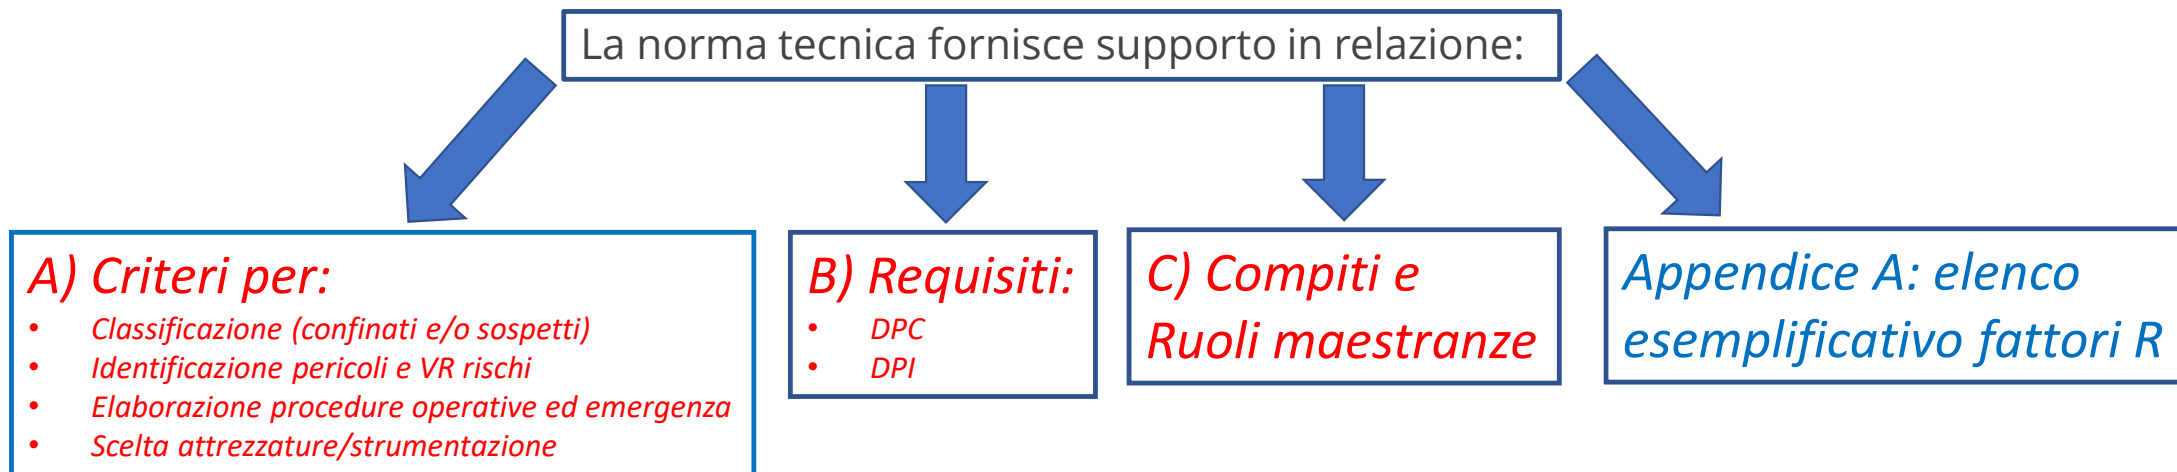 La norma tecnica fornisce supporto in relazione:
A) Criteri per:
• Classificazione (confinati e/o sospetti)
• Identificazione pericoli e VR rischi
• Elaborazione procedure operative ed emergenza
• Scelta attrezzature/strumentazione
B) Requisiti:
• DPC
• DPI
C) Compiti e
Ruoli maestranze
Appendice A: elenco
esemplificativo fattori R